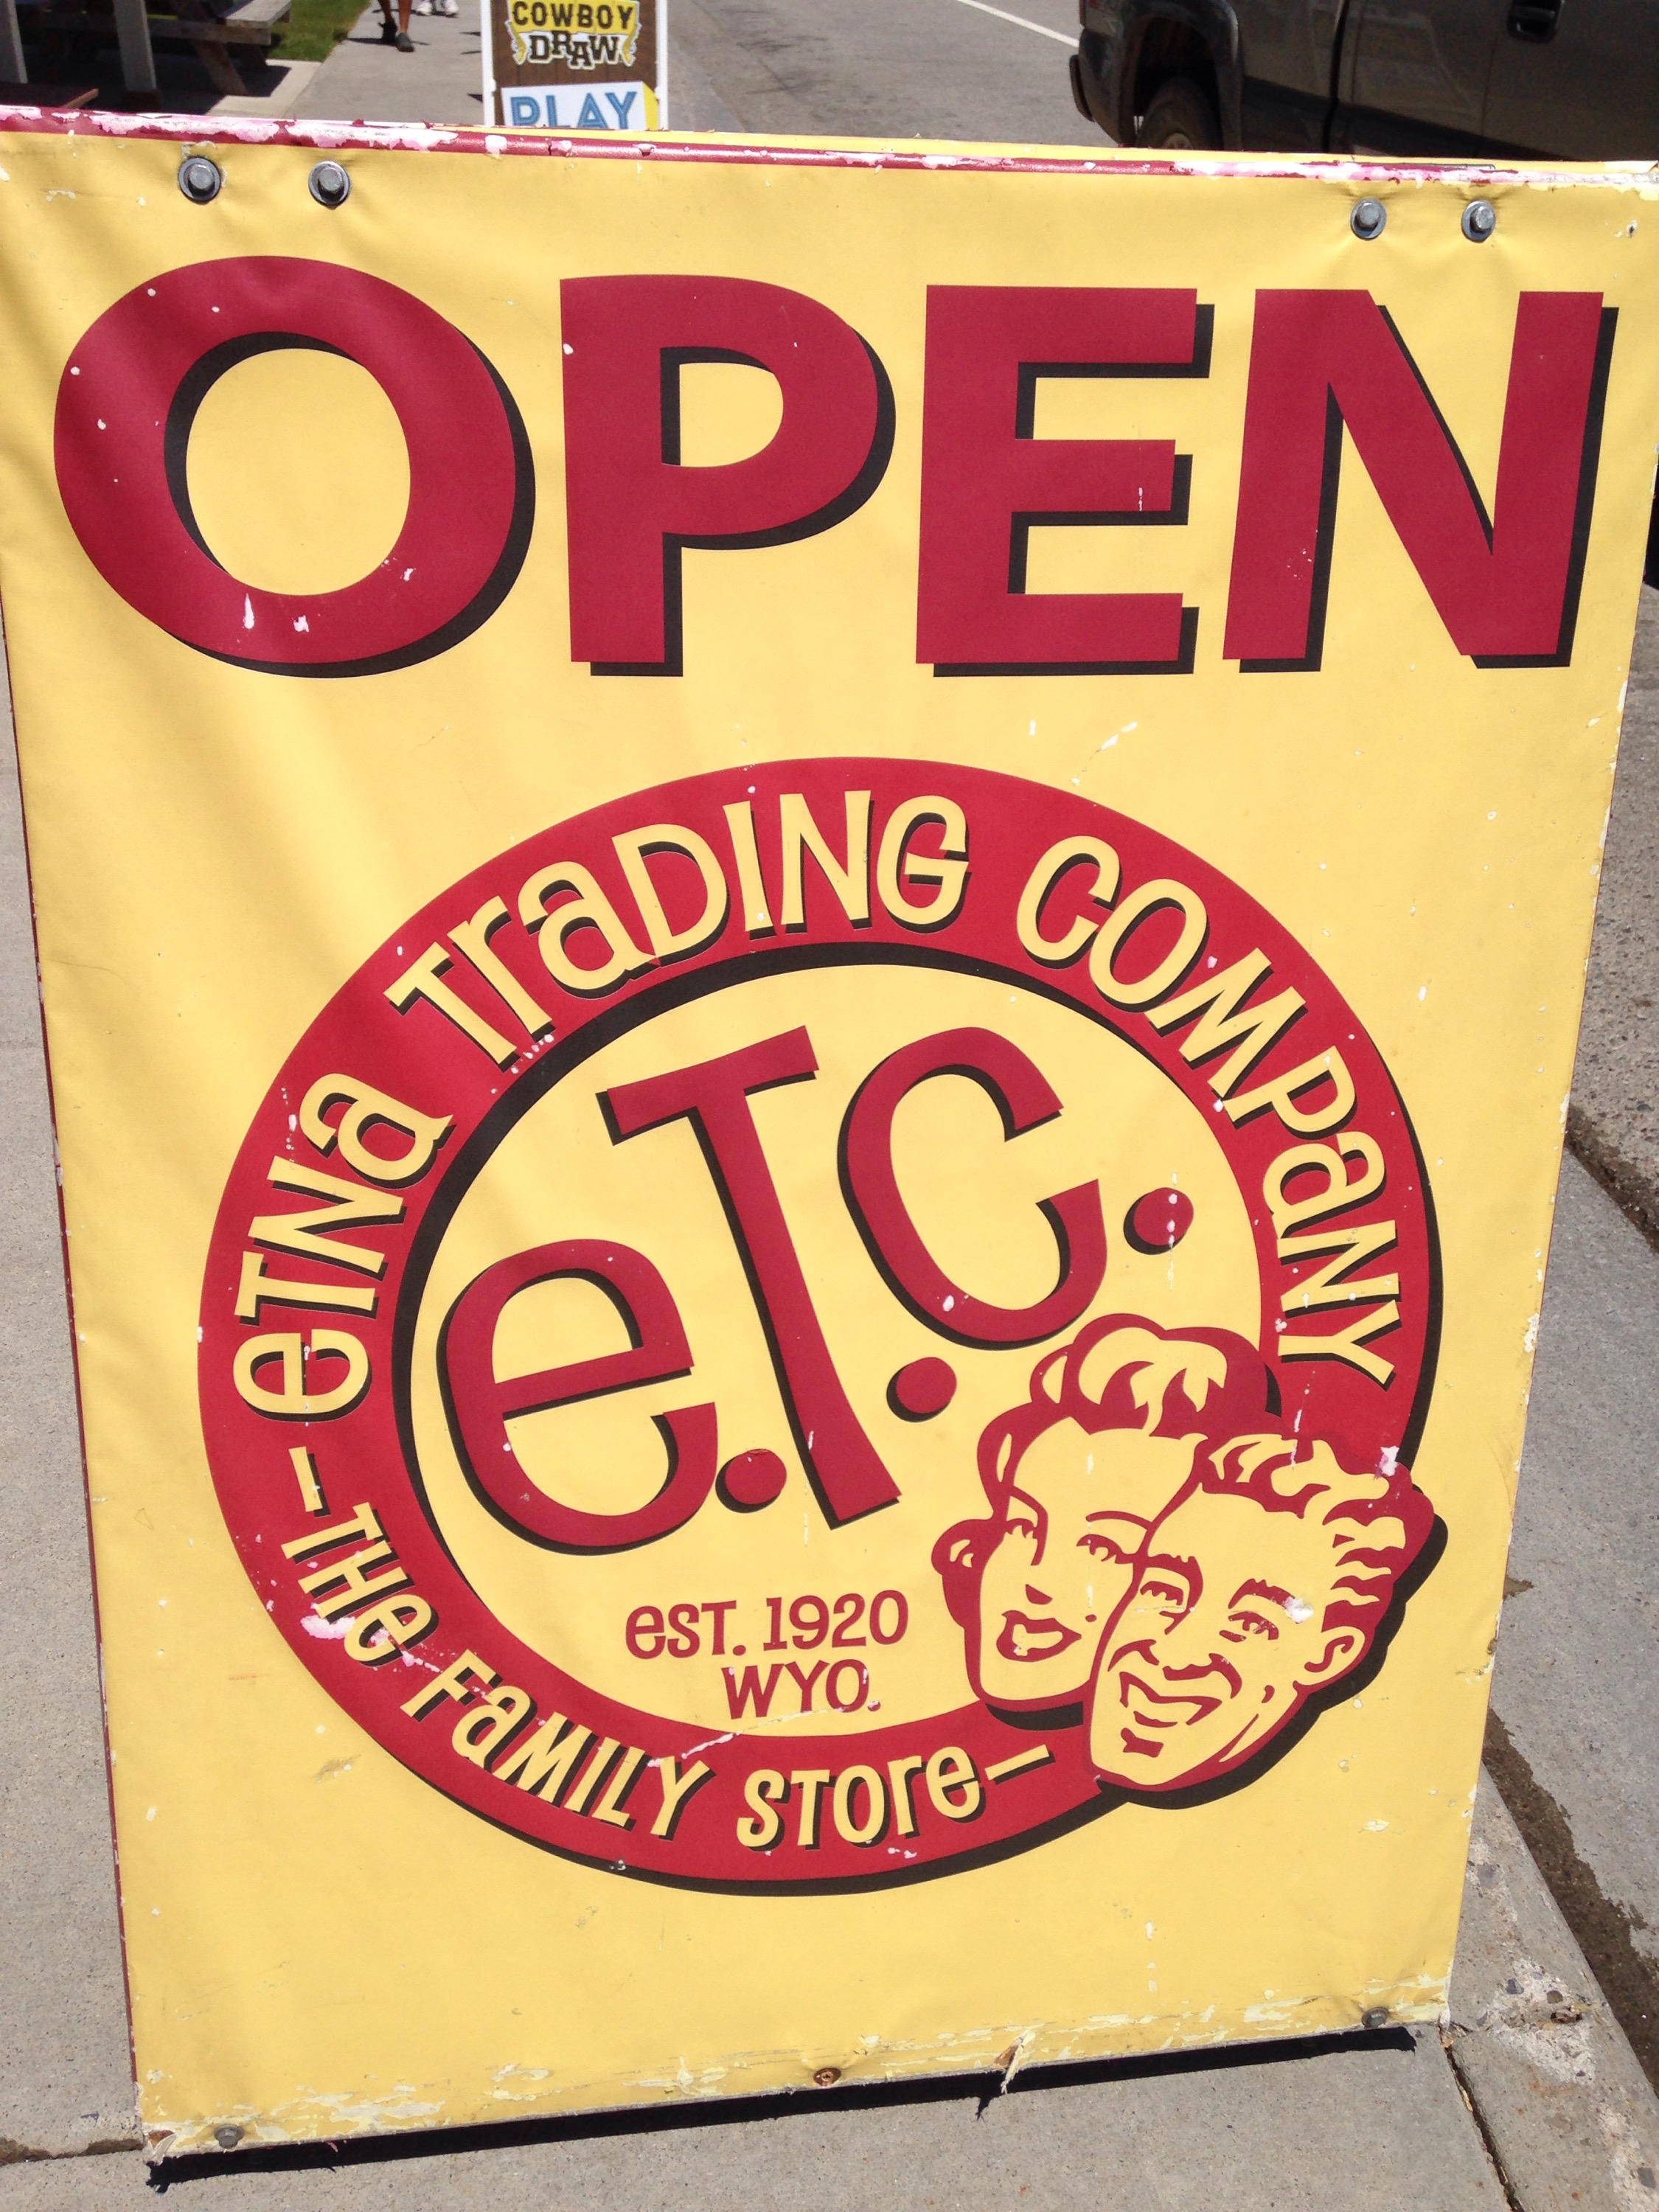 COWBOY
DRAW
PLAY
OPEN
eTNa TraDING COMPaNY
e.T.C.
eST. 1920
WYO.
-THe FaMILY STOre-